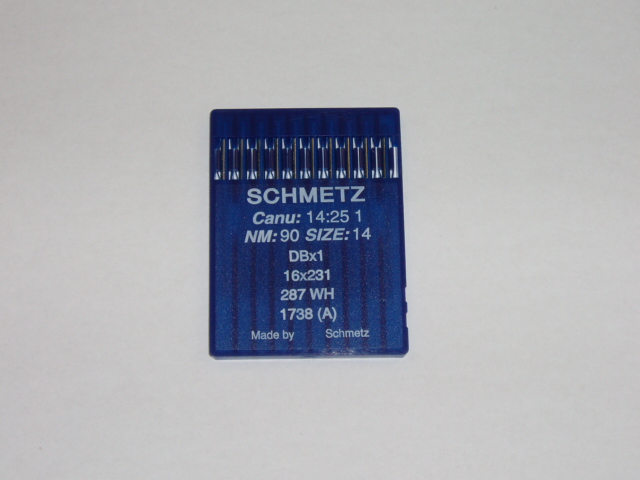 SCHMETZ
Canu: 14:25 1
NM: 90 SIZE: 14
DBx1
16x231
287 WH
1738 (A)
Made by Schmetz